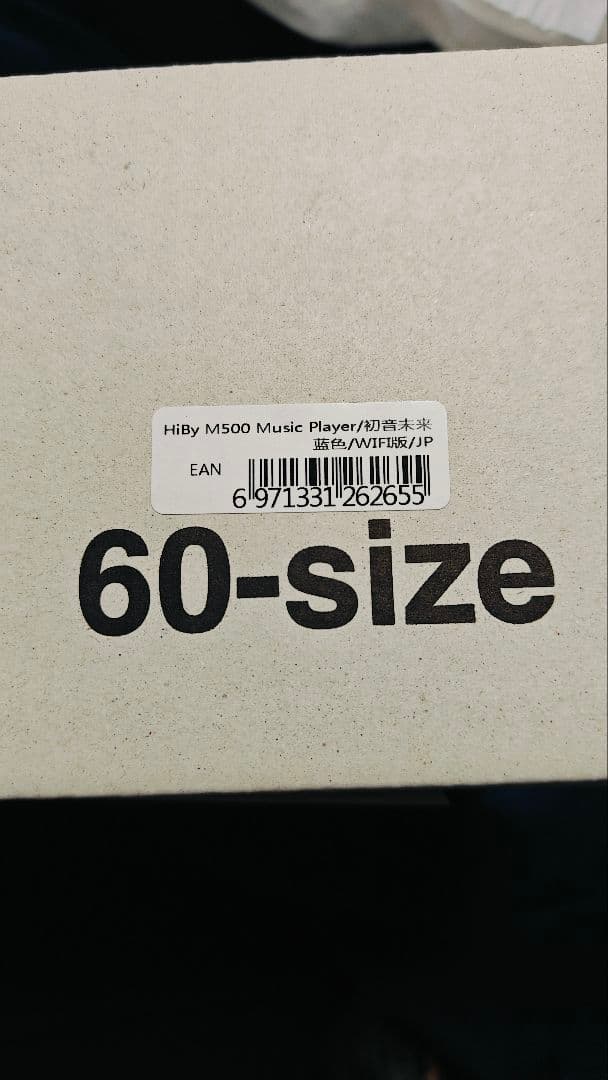 HiBy M500 Music Player/初音未来
蓝色/WIFI版/JP
EAN
6 971331 262655
60-size